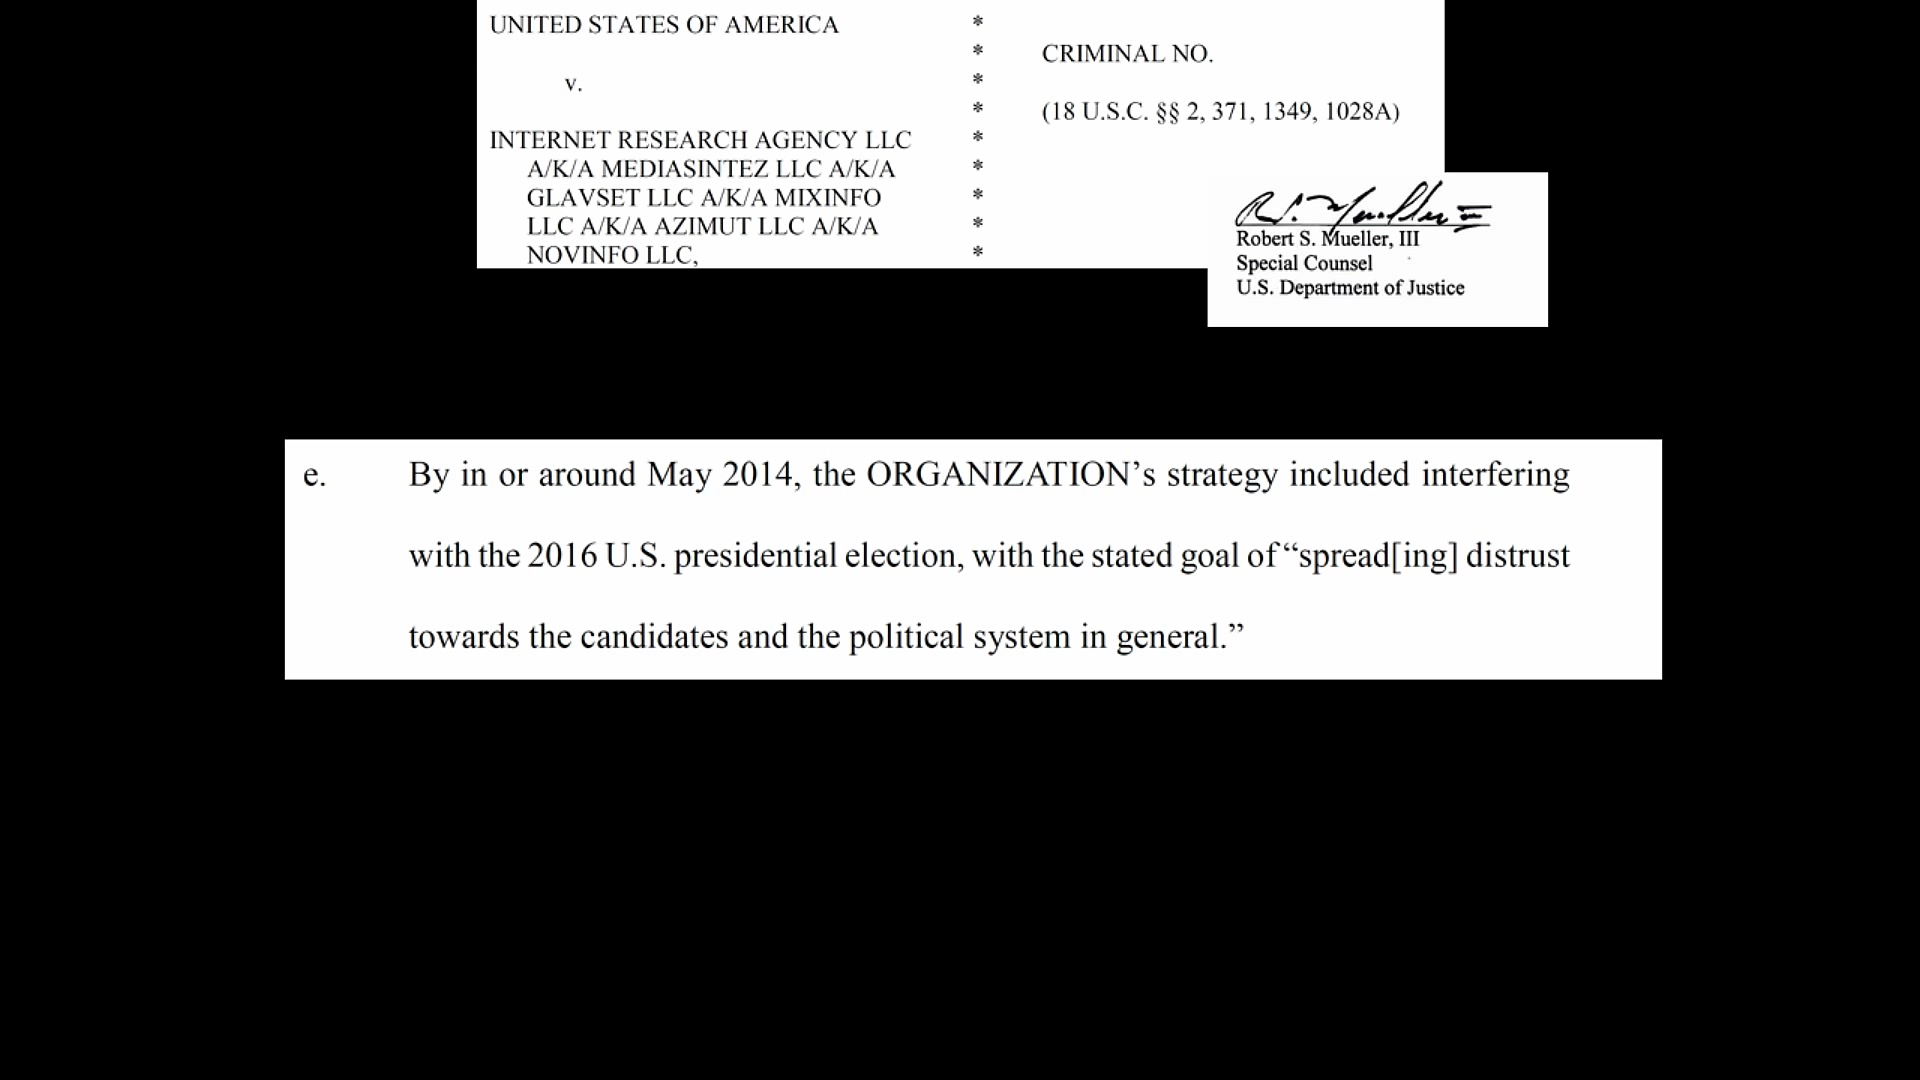 UNITED STATES OF AMERICA
v.
INTERNET RESEARCH AGENCY LLC
A/K/A MEDIASINTEZ LLC A/K/A
GLAVSET LLC A/K/A MIXINFO
LLC A/K/A AZIMUT LLC A/K/A
NOVINFO LLC,
*
*
*
*
*
*
*
*
*
CRIMINAL NO.
(18 U.S.C. §§ 2, 371, 1349, 1028A)
R. S. Mueller III
Robert S. Mueller, III
Special Counsel
U.S. Department of Justice
e. By in or around May 2014, the ORGANIZATION’s strategy included interfering
with the 2016 U.S. presidential election, with the stated goal of “spread[ing] distrust
towards the candidates and the political system in general.”